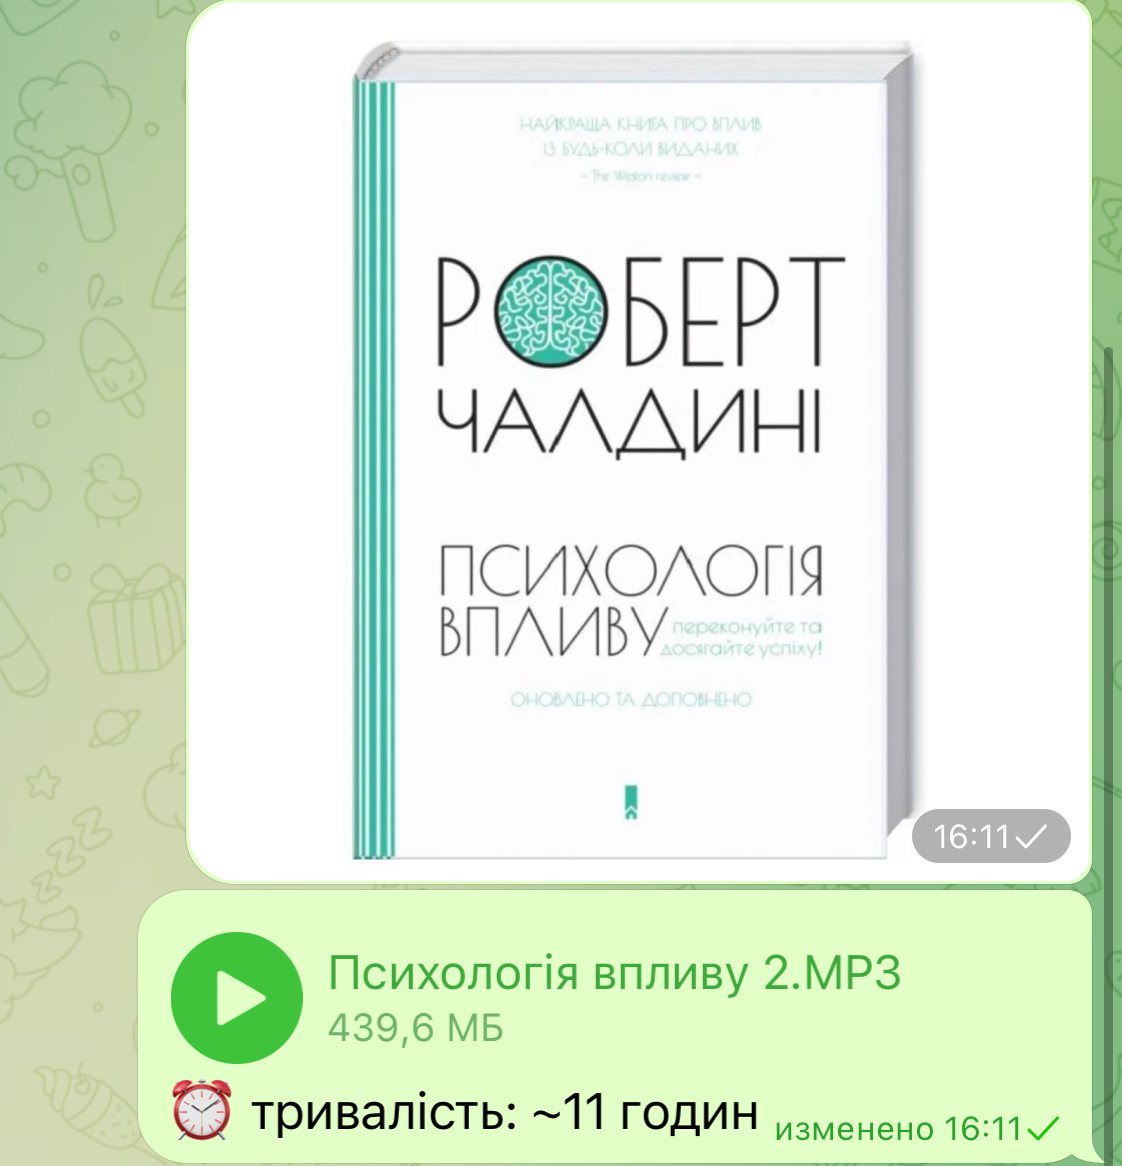 НАЙКРАЩА КНИГА ПРО ВПЛИВ
ІЗ БУДЬ-КОЛИ ВИДАНИХ
– The Weston review –
РОБЕРТ
ЧАЛДИНІ
ПСИХОЛОГІЯ
ВПЛИВУ переконуйте та
досягайте успіху!
ОНОВЛЕНО ТА ДОПОВНЕНО
16:11
Психологія впливу 2.MP3
439,6 МБ
⏰ тривалість: ~11 годин
изменено 16:11